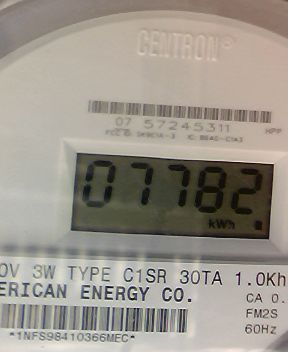 CENTRON®
07 57245311
HPP
07782
kWh
0V 3W TYPE C1SR 30TA 1.0Kh
ERICAN ENERGY CO.
CA 0.
FM2S
60Hz
*1NFS98410366MEC*